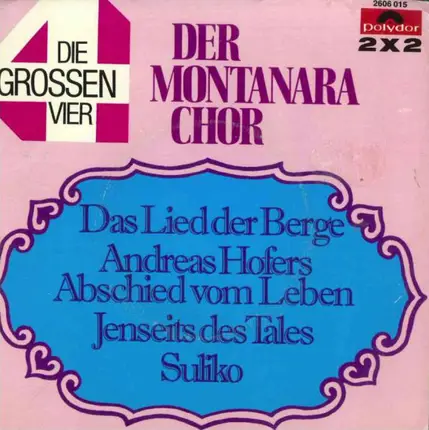 2606 015
polydor
2X2
4
DIE
GROSSEN
VIER
DER
MONTANARA
CHOR
Das Lied der Berge
Andreas Hofers
Abschied vom Leben
Jenseits des Tales
Suliko